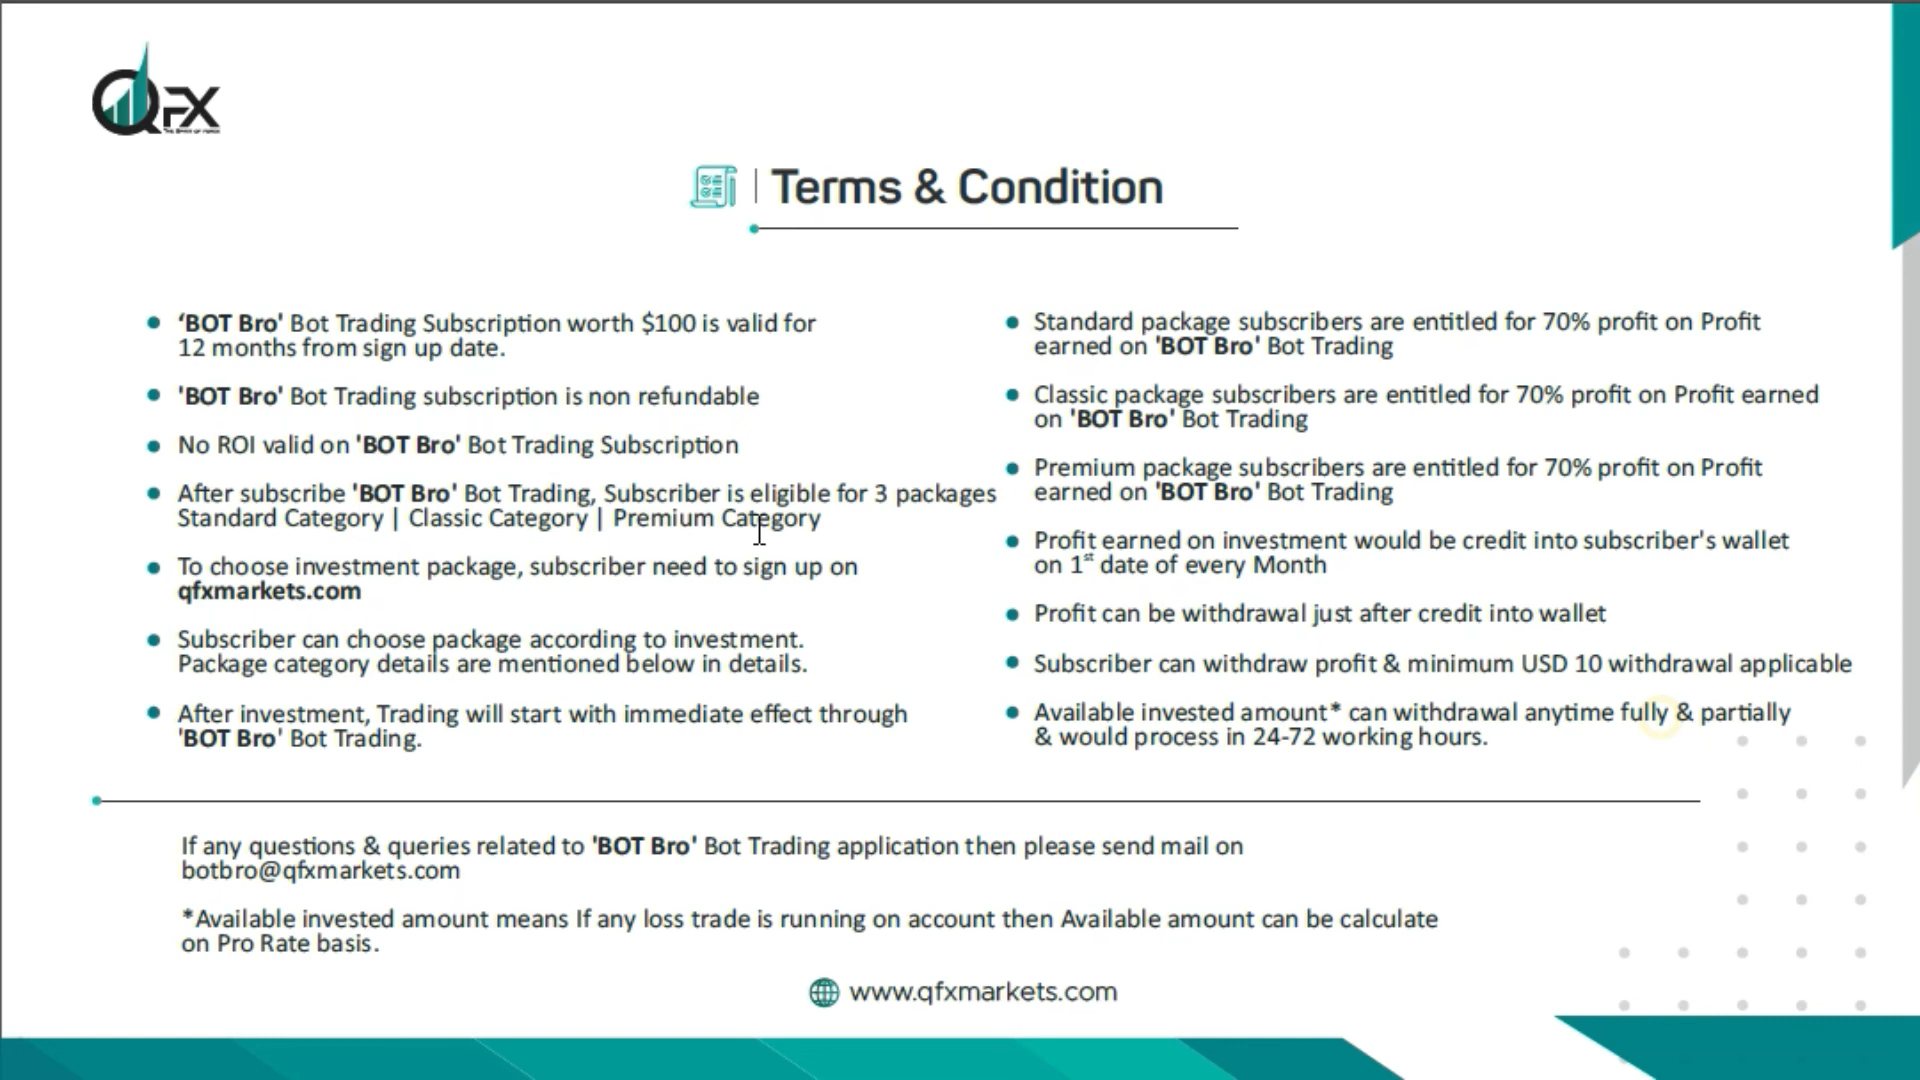 QFX
Terms & Condition
‘BOT Bro' Bot Trading Subscription worth $100 is valid for
12 months from sign up date.
'BOT Bro' Bot Trading subscription is non refundable
No ROI valid on 'BOT Bro' Bot Trading Subscription
After subscribe 'BOT Bro' Bot Trading, Subscriber is eligible for 3 packages
Standard Category | Classic Category | Premium Category
To choose investment package, subscriber need to sign up on
qfxmarkets.com
Subscriber can choose package according to investment.
Package category details are mentioned below in details.
After investment, Trading will start with immediate effect through
'BOT Bro' Bot Trading.
Standard package subscribers are entitled for 70% profit on Profit
earned on 'BOT Bro' Bot Trading
Classic package subscribers are entitled for 70% profit on Profit earned
on 'BOT Bro' Bot Trading
Premium package subscribers are entitled for 70% profit on Profit
earned on 'BOT Bro' Bot Trading
Profit earned on investment would be credit into subscriber's wallet
on 1st date of every Month
Profit can be withdrawal just after credit into wallet
Subscriber can withdraw profit & minimum USD 10 withdrawal applicable
Available invested amount* can withdrawal anytime fully & partially
& would process in 24-72 working hours.
If any questions & queries related to 'BOT Bro' Bot Trading application then please send mail on
botbro@qfxmarkets.com
*Available invested amount means If any loss trade is running on account then Available amount can be calculate
on Pro Rate basis.
www.qfxmarkets.com